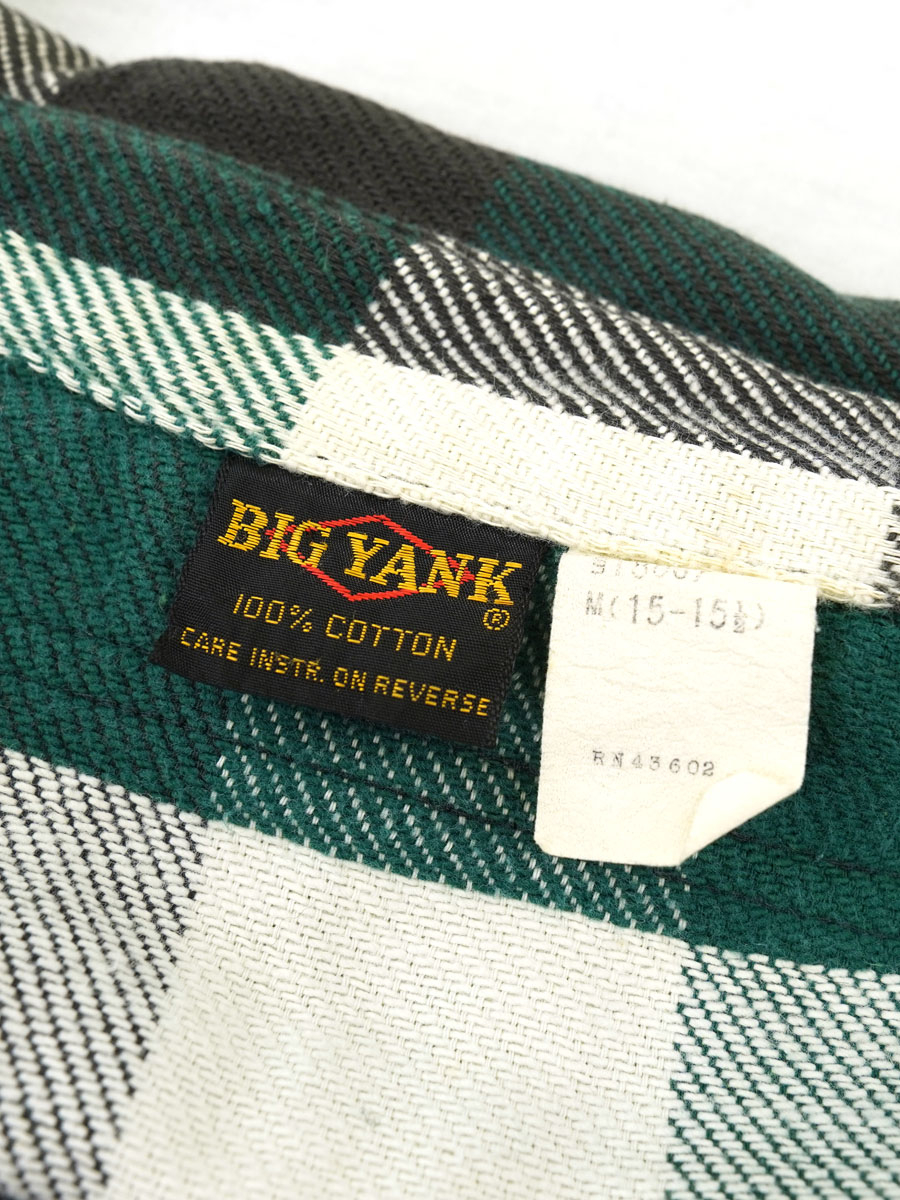 BIG YANK
®
100% COTTON
CARE INSTR. ON REVERSE
M(15-15½)
RN43602